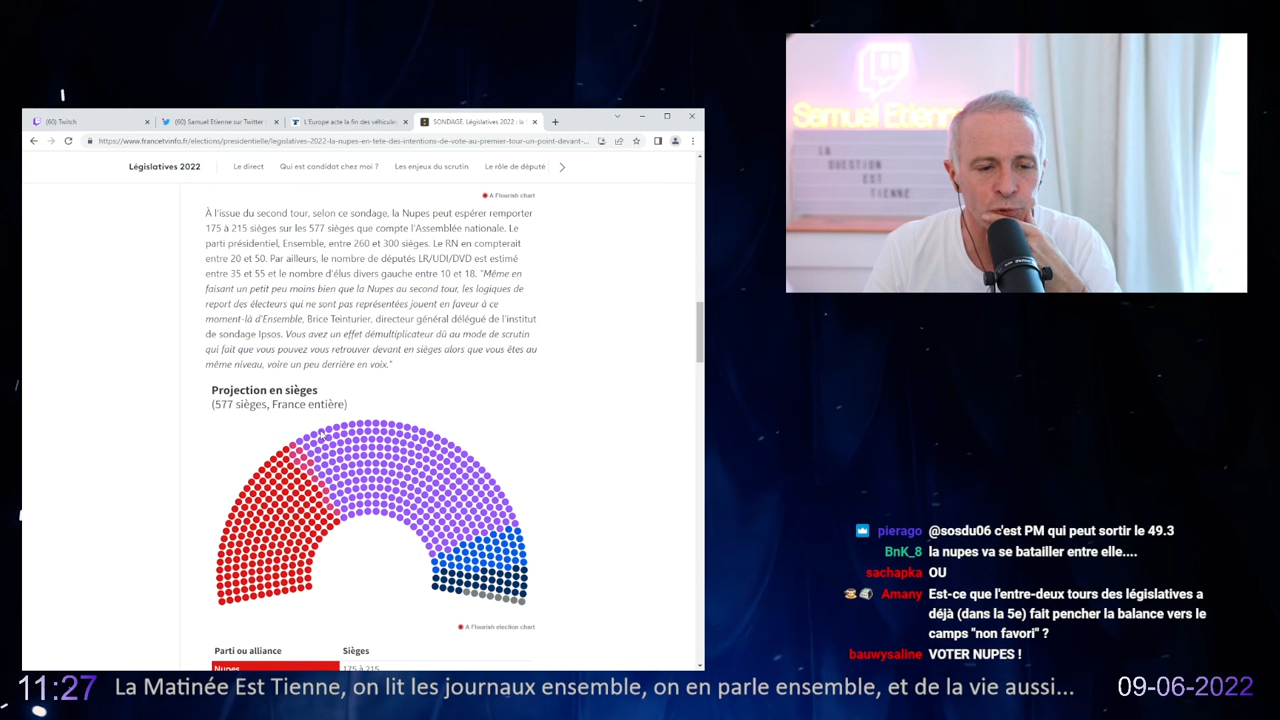 (60) Twitch
(60) Samuel Etienne sur Twitter
L'Europe acte la fin des véhicules
SONDAGE. Législatives 2022 : la
https://www.francetvinfo.fr/elections/presidentielle/legislatives-2022-la-nupes-en-tete-des-intentions-de-vote-au-premier-tour-un-point-devant-...
Législatives 2022
Le direct
Qui est candidat chez moi ?
Les enjeux du scrutin
Le rôle de député
A Flourish chart
À l'issue du second tour, selon ce sondage, la Nupes peut espérer remporter
175 à 215 sièges sur les 577 sièges que compte l'Assemblée nationale. Le
parti présidentiel, Ensemble, entre 260 et 300 sièges. Le RN en compterait
entre 20 et 50. Par ailleurs, le nombre de députés LR/UDI/DVD est estimé
entre 35 et 55 et le nombre d'élus divers gauche entre 10 et 18. "Même en
faisant un petit peu moins bien que la Nupes au second tour, les logiques de
report des électeurs qui ne sont pas représentées jouent en faveur à ce
moment-là d'Ensemble, Brice Teinturier, directeur général délégué de l'institut
de sondage Ipsos. Vous avez un effet démultiplicateur dû au mode de scrutin
qui fait que vous pouvez vous retrouver devant en sièges alors que vous êtes au
même niveau, voire un peu derrière en voix."
Projection en sièges
(577 sièges, France entière)
A Flourish election chart
Parti ou alliance Sièges
Nupes 175 à 215
Samuel Etienne
LA
QUESTION
EST
TIENNE
pierago @sosdu06 c'est PM qui peut sortir le 49.3
BnK_8 la nupes va se batailler entre elle....
sachapka OU
Amany Est-ce que l'entre-deux tours des législatives a
déjà (dans la 5e) fait pencher la balance vers le
camps "non favori" ?
bauwysaline VOTER NUPES !
11:27 La Matinée Est Tienne, on lit les journaux ensemble, on en parle ensemble, et de la vie aussi... 09-06-2022